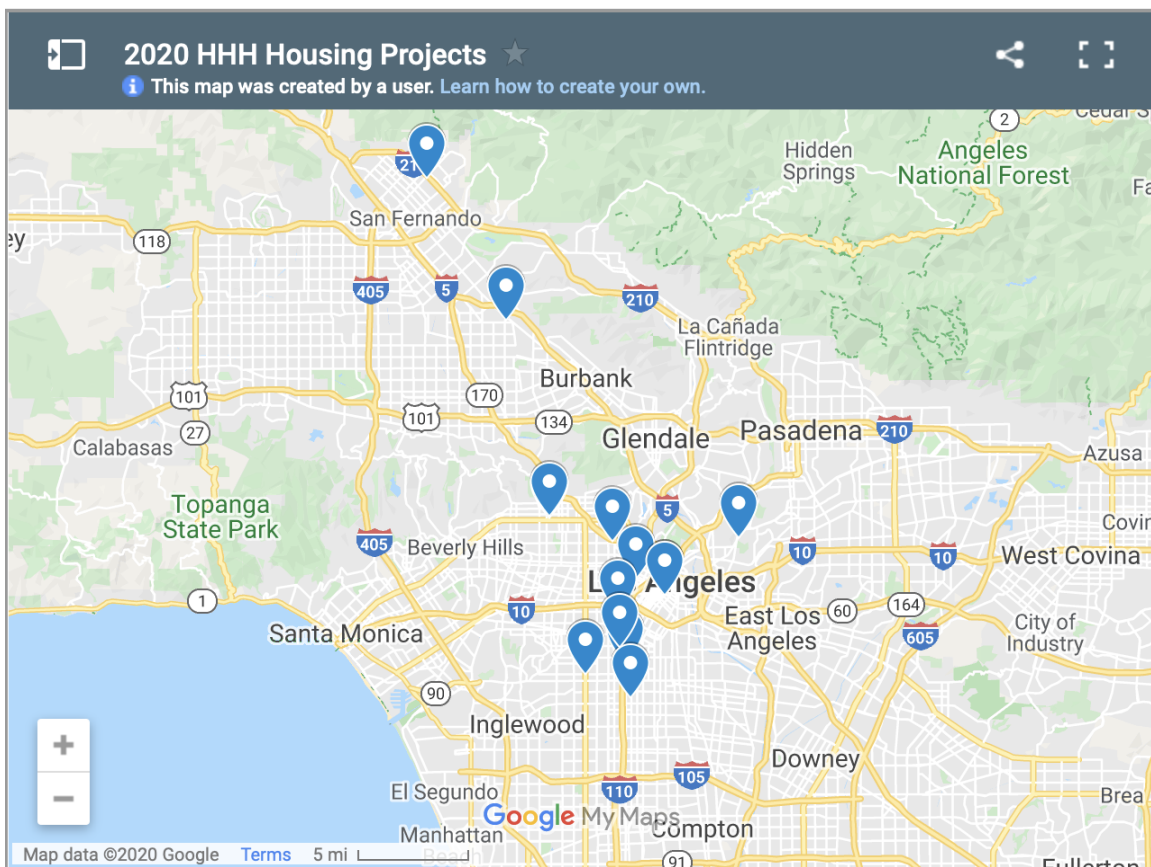 2020 HHH Housing Projects
This map was created by a user. Learn how to create your own.
2
Hidden
Springs
Angeles
National Forest
San Fernando
118
405
5
210
La Cañada
Flintridge
Burbank
170
101
101
134
27
Calabasas
Glendale
Pasadena
210
Azusa
Topanga
State Park
5
405
Beverly Hills
10
10
West Covina
1
10
Angeles
East Los
Angeles
60
164
605
City of
Industry
Santa Monica
90
Inglewood
Downey
105
110
El Segundo
Brea
Google My Maps
Manhattan
Beach
Compton
91
Fullerton
Map data ©2020 Google Terms 5 mi